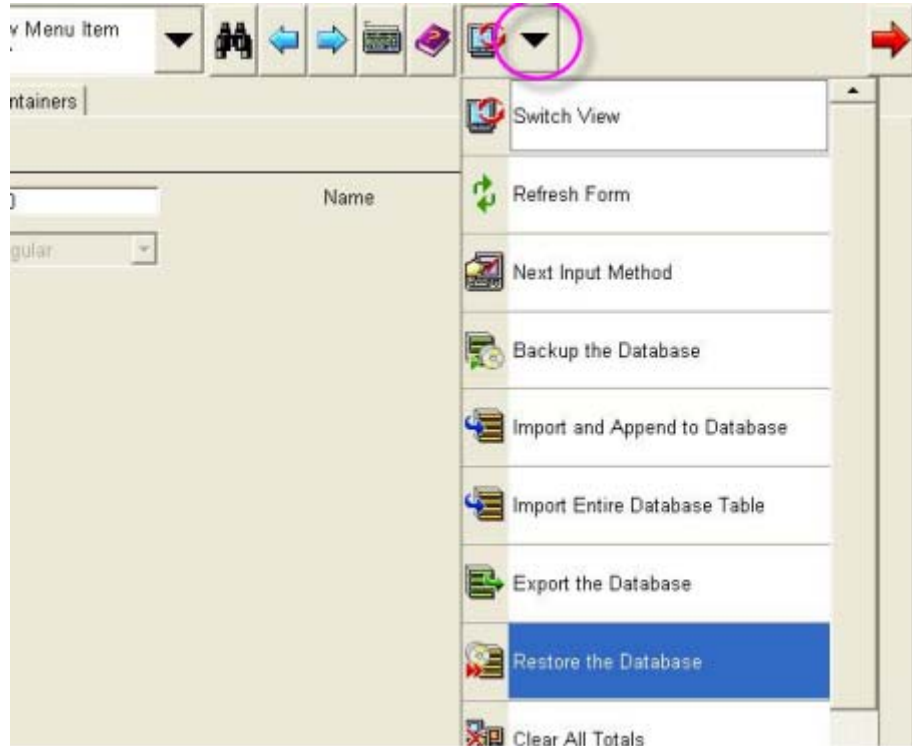 y Menu Item
ntainers
Name
gular
Switch View
Refresh Form
Next Input Method
Backup the Database
Import and Append to Database
Import Entire Database Table
Export the Database
Restore the Database
Clear All Totals